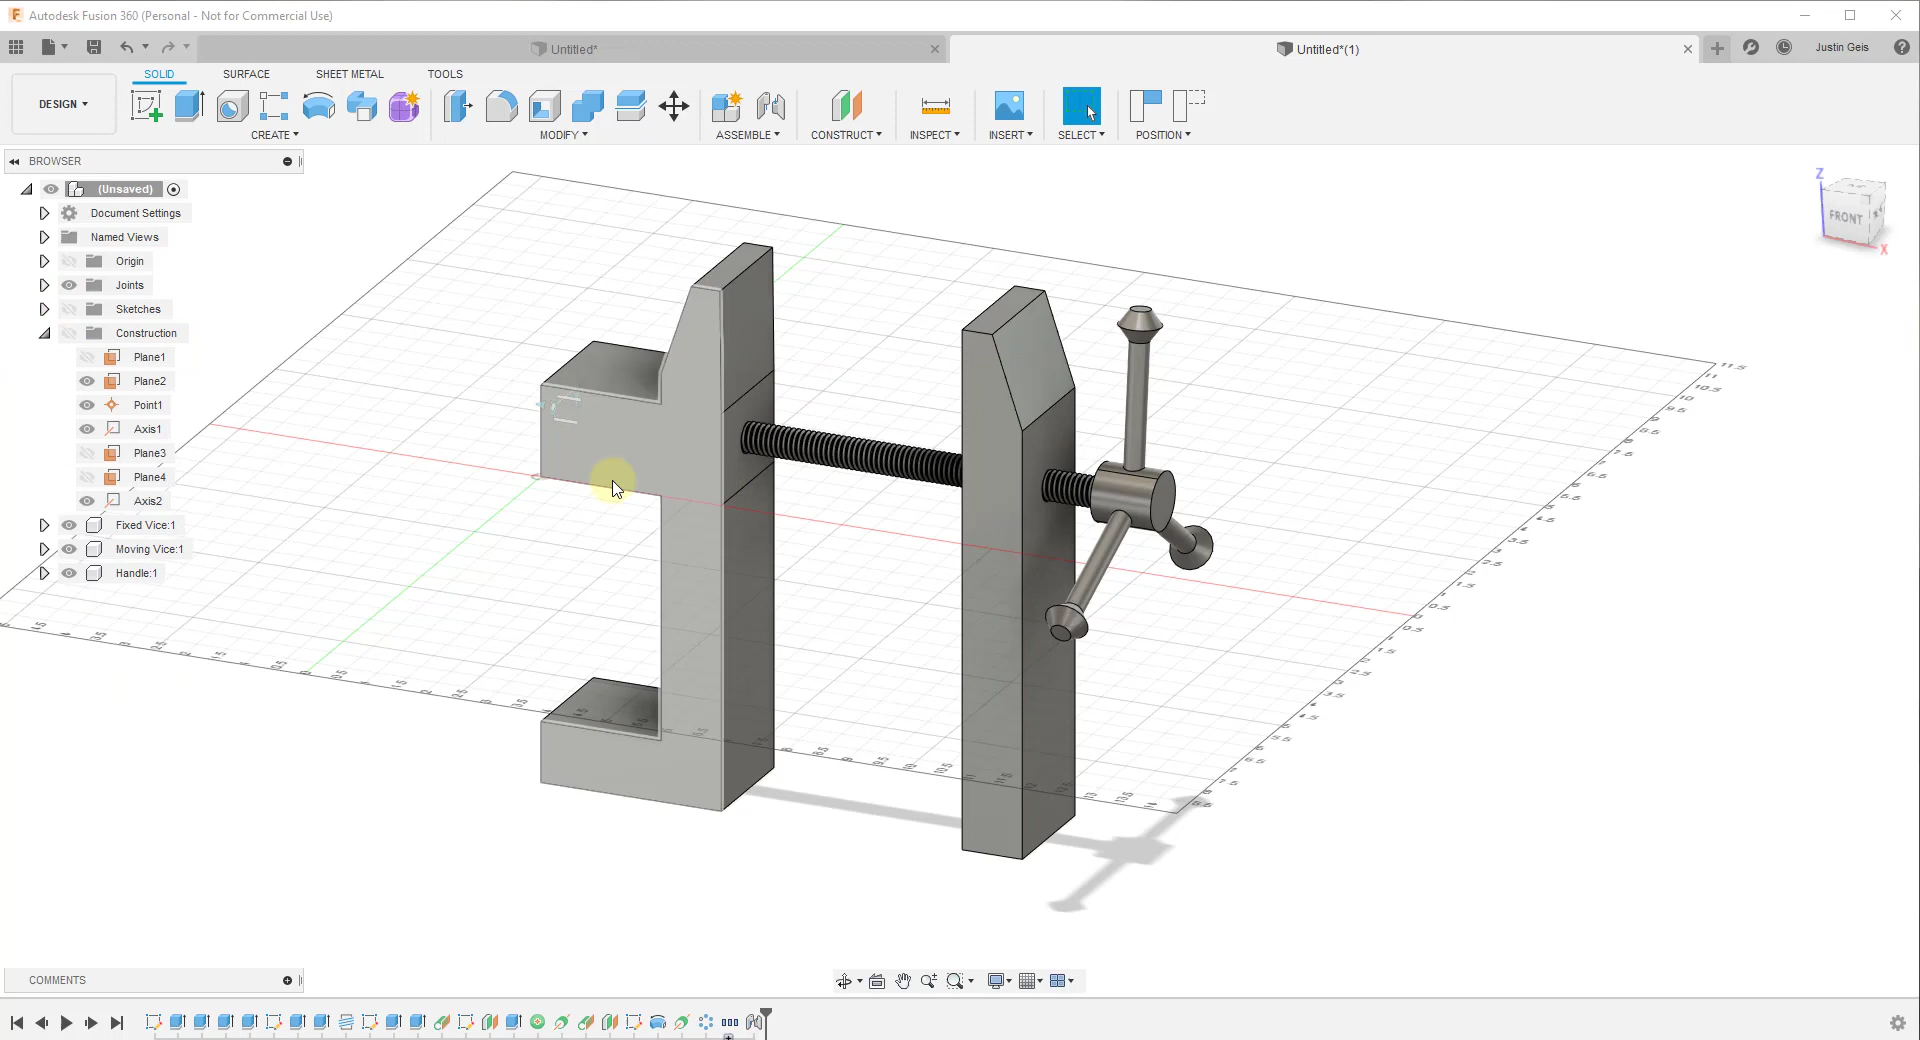 Autodesk Fusion 360 (Personal - Not for Commercial Use)
Untitled*
Untitled*(1)
Justin Geis
SOLID SURFACE SHEET METAL TOOLS
DESIGN
CREATE MODIFY ASSEMBLE CONSTRUCT INSPECT INSERT SELECT POSITION
BROWSER
(Unsaved)
Document Settings
Named Views
Origin
Joints
Sketches
Construction
Plane1
Plane2
Point1
Axis1
Plane3
Plane4
Axis2
Fixed Vice:1
Moving Vice:1
Handle:1
Z
FRONT
X
COMMENTS